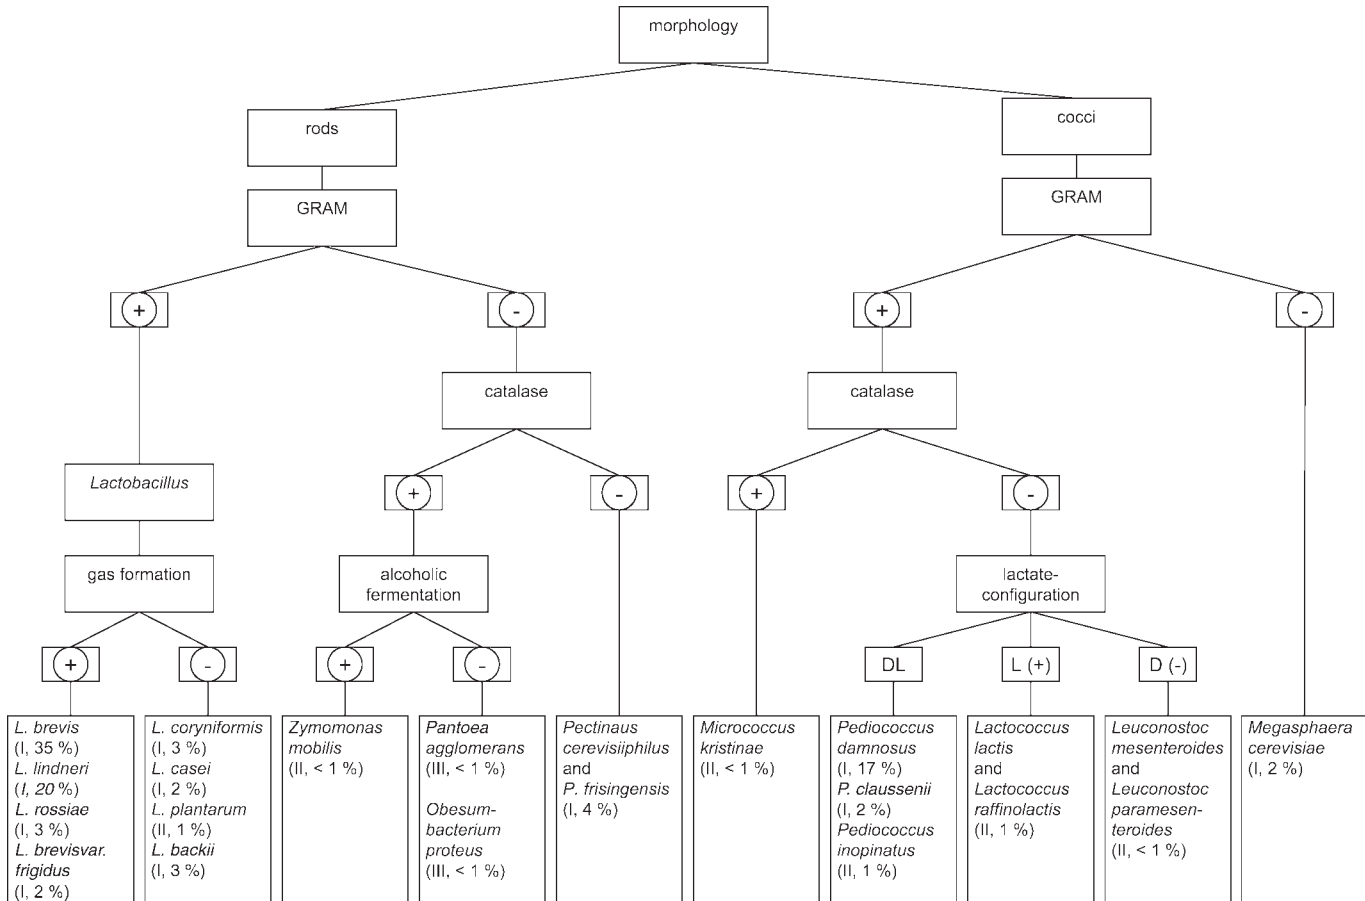 morphology
rods
cocci
GRAM
GRAM
+
-
+
-
catalase
catalase
Lactobacillus
+
-
+
-
gas formation
alcoholic
fermentation
lactate-
configuration
+
-
+
-
DL
L (+)
D (-)
L. brevis
(I, 35 %)
L. lindneri
(I, 20 %)
L. rossiae
(I, 3 %)
L. brevisvar.
frigidus
(I, 2 %)
L. coryniformis
(I, 3 %)
L. casei
(I, 2 %)
L. plantarum
(II, 1 %)
L. backii
(I, 3 %)
Zymomonas
mobilis
(II, < 1 %)
Pantoea
agglomerans
(III, < 1 %)
Obesum-
bacterium
proteus
(III, < 1 %)
Pectinaus
cerevisiiphilus
and
P. frisingensis
(I, 4 %)
Micrococcus
kristinae
(II, < 1 %)
Pediococcus
damnosus
(I, 17 %)
P. claussenii
(I, 2 %)
Pediococcus
inopinatus
(II, 1 %)
Lactococcus
lactis
and
Lactococcus
raffinolactis
(II, 1 %)
Leuconostoc
mesenteroides
and
Leuconostoc
paramesen-
teroides
(II, < 1 %)
Megasphaera
cerevisiae
(I, 2 %)